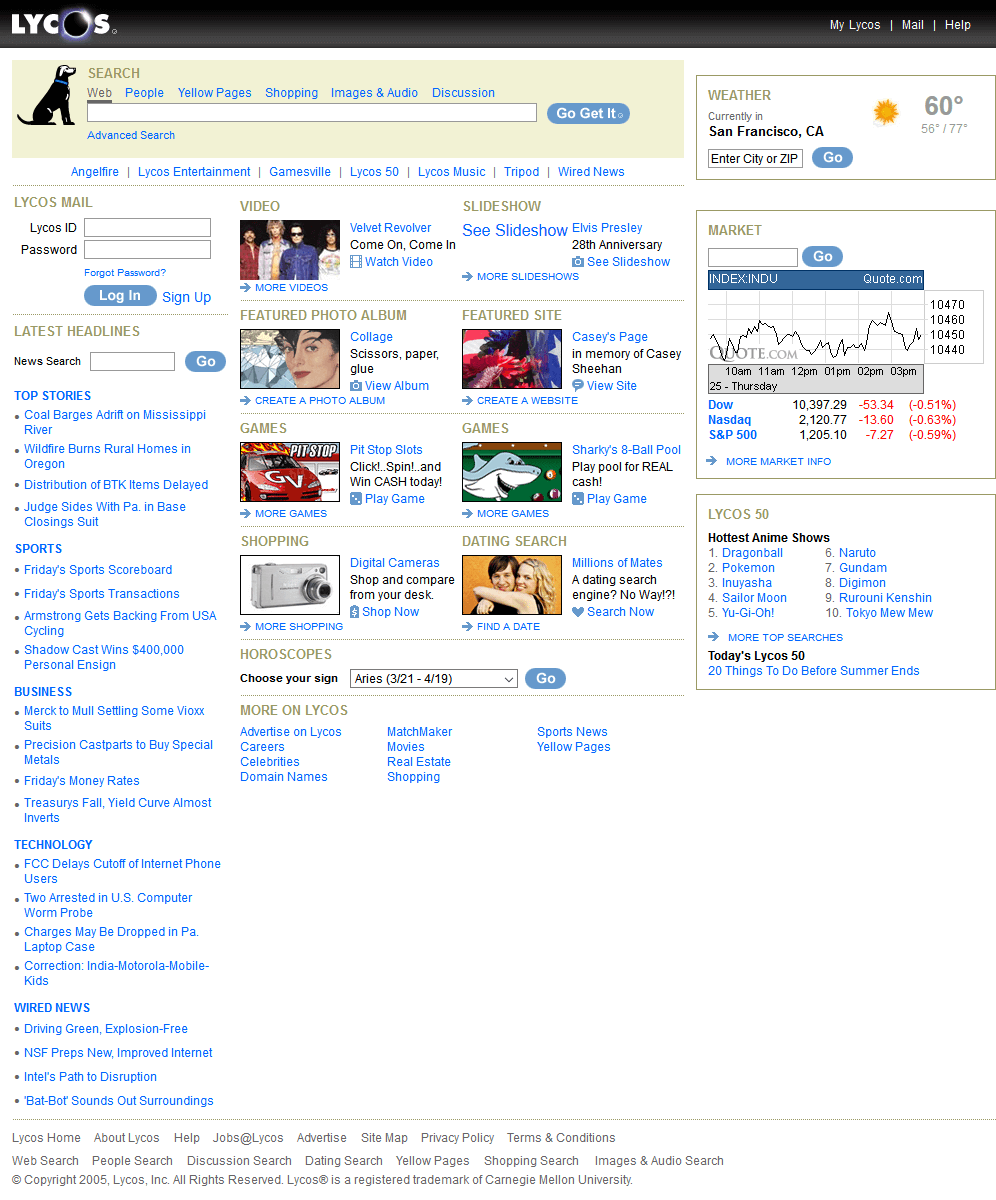 LYCOS
My Lycos | Mail | Help
SEARCH
Web People Yellow Pages Shopping Images & Audio Discussion
Go Get It
Advanced Search
Angelfire | Lycos Entertainment | Gamesville | Lycos 50 | Lycos Music | Tripod | Wired News
LYCOS MAIL
Lycos ID
Password
Forgot Password?
Log In Sign Up
LATEST HEADLINES
News Search Go
TOP STORIES
• Coal Barges Adrift on Mississippi
River
• Wildfire Burns Rural Homes in
Oregon
• Distribution of BTK Items Delayed
• Judge Sides With Pa. in Base
Closings Suit
SPORTS
• Friday's Sports Scoreboard
• Friday's Sports Transactions
• Armstrong Gets Backing From USA
Cycling
• Shadow Cast Wins $400,000
Personal Ensign
BUSINESS
• Merck to Mull Settling Some Vioxx
Suits
• Precision Castparts to Buy Special
Metals
• Friday's Money Rates
• Treasurys Fall, Yield Curve Almost
Inverts
TECHNOLOGY
• FCC Delays Cutoff of Internet Phone
Users
• Two Arrested in U.S. Computer
Worm Probe
• Charges May Be Dropped in Pa.
Laptop Case
• Correction: India-Motorola-Mobile-
Kids
WIRED NEWS
• Driving Green, Explosion-Free
• NSF Preps New, Improved Internet
• Intel's Path to Disruption
• 'Bat-Bot' Sounds Out Surroundings
VIDEO
Velvet Revolver
Come On, Come In
Watch Video
MORE VIDEOS
SLIDESHOW
See Slideshow
Elvis Presley
28th Anniversary
See Slideshow
MORE SLIDESHOWS
FEATURED PHOTO ALBUM
Collage
Scissors, paper,
glue
View Album
CREATE A PHOTO ALBUM
FEATURED SITE
Casey's Page
in memory of Casey
Sheehan
View Site
CREATE A WEBSITE
GAMES
PIT STOP
GV
Pit Stop Slots
Click!..Spin!..and
Win CASH today!
Play Game
MORE GAMES
GAMES
Sharky's 8-Ball Pool
Play pool for REAL
cash!
Play Game
MORE GAMES
SHOPPING
Digital Cameras
Shop and compare
from your desk.
Shop Now
MORE SHOPPING
DATING SEARCH
Millions of Mates
A dating search
engine? No Way!?!
Search Now
FIND A DATE
HOROSCOPES
Choose your sign Aries (3/21 - 4/19) Go
MORE ON LYCOS
Advertise on Lycos MatchMaker Sports News
Careers Movies Yellow Pages
Celebrities Real Estate
Domain Names Shopping
WEATHER
Currently in
San Francisco, CA
60°
56° / 77°
Enter City or ZIP Go
MARKET
Go
INDEX:INDU Quote.com
10470
10460
10450
10440
QUOTE.COM
10am 11am 12pm 01pm 02pm 03pm
25 - Thursday
Dow 10,397.29 -53.34 (-0.51%)
Nasdaq 2,120.77 -13.60 (-0.63%)
S&P 500 1,205.10 -7.27 (-0.59%)
MORE MARKET INFO
LYCOS 50
Hottest Anime Shows
1. Dragonball 6. Naruto
2. Pokemon 7. Gundam
3. Inuyasha 8. Digimon
4. Sailor Moon 9. Rurouni Kenshin
5. Yu-Gi-Oh! 10. Tokyo Mew Mew
MORE TOP SEARCHES
Today's Lycos 50
20 Things To Do Before Summer Ends
Lycos Home About Lycos Help Jobs@Lycos Advertise Site Map Privacy Policy Terms & Conditions
Web Search People Search Discussion Search Dating Search Yellow Pages Shopping Search Images & Audio Search
© Copyright 2005, Lycos, Inc. All Rights Reserved. Lycos® is a registered trademark of Carnegie Mellon University.